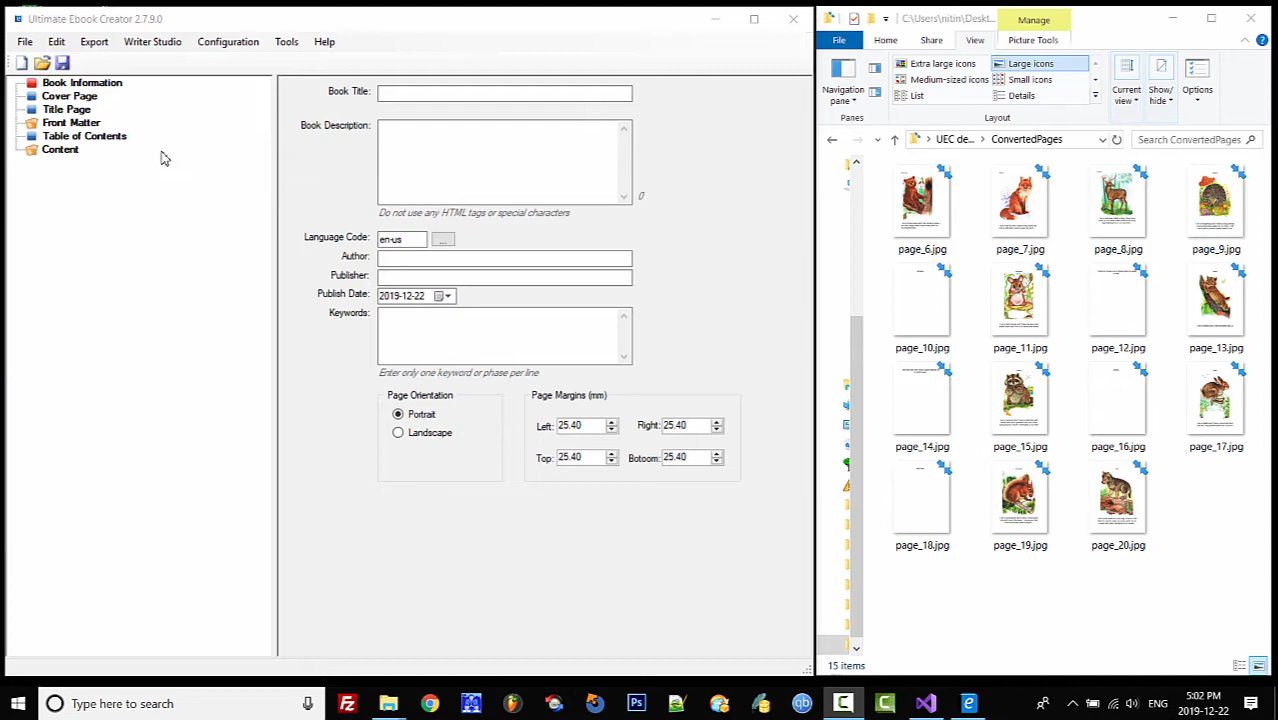 Ultimate Ebook Creator 2.7.9.0
File Edit Export Writer Studio Configuration Tools Help
Book Information
Cover Page
Title Page
Front Matter
Table of Contents
Content
Book Title:
Book Description:
0
Do not use any HTML tags or special characters
Language Code: en-us ...
Author:
Publisher:
Publish Date: 2019-12-22
Keywords:
Enter only one keyword or phase per line
Page Orientation
Portrait
Landscape
Page Margins (mm)
Left: 25.40 Right: 25.40
Top: 25.40 Botoom: 25.40
C:\Users\nitin\Deskt...
Manage
File Home Share View Picture Tools
Navigation pane
Panes
Extra large icons Large icons
Medium-sized icons Small icons
List Details
Layout
Current view
Show/hide
Options
UEC de... ConvertedPages
Search ConvertedPages
page_6.jpg page_7.jpg page_8.jpg page_9.jpg
page_10.jpg page_11.jpg page_12.jpg page_13.jpg
page_14.jpg page_15.jpg page_16.jpg page_17.jpg
page_18.jpg page_19.jpg page_20.jpg
15 items
Type here to search
Ps
qb
ENG
5:02 PM
2019-12-22